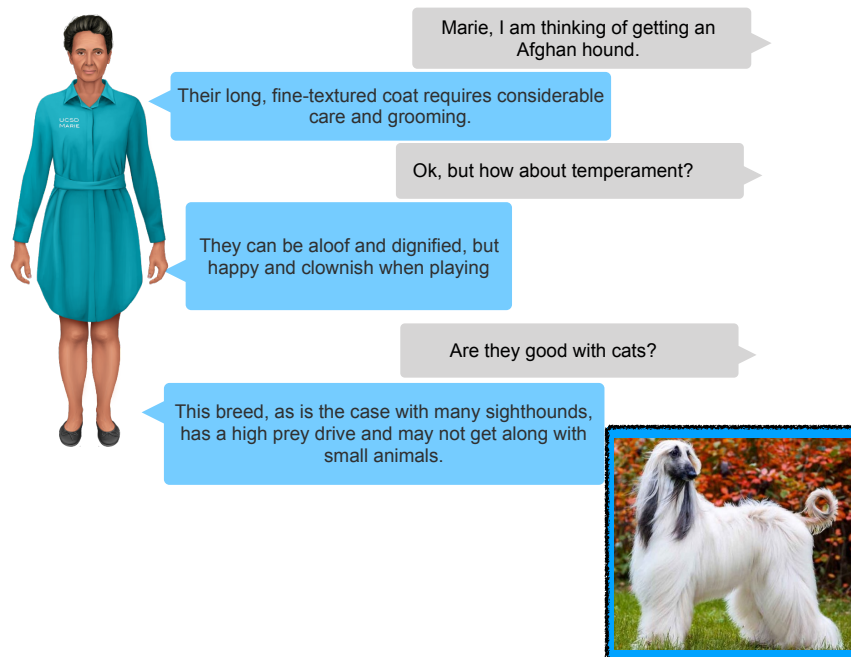 Marie, I am thinking of getting an
Afghan hound.
Their long, fine-textured coat requires considerable
care and grooming.
UCSD
MARIE
Ok, but how about temperament?
They can be aloof and dignified, but
happy and clownish when playing
Are they good with cats?
This breed, as is the case with many sighthounds,
has a high prey drive and may not get along with
small animals.